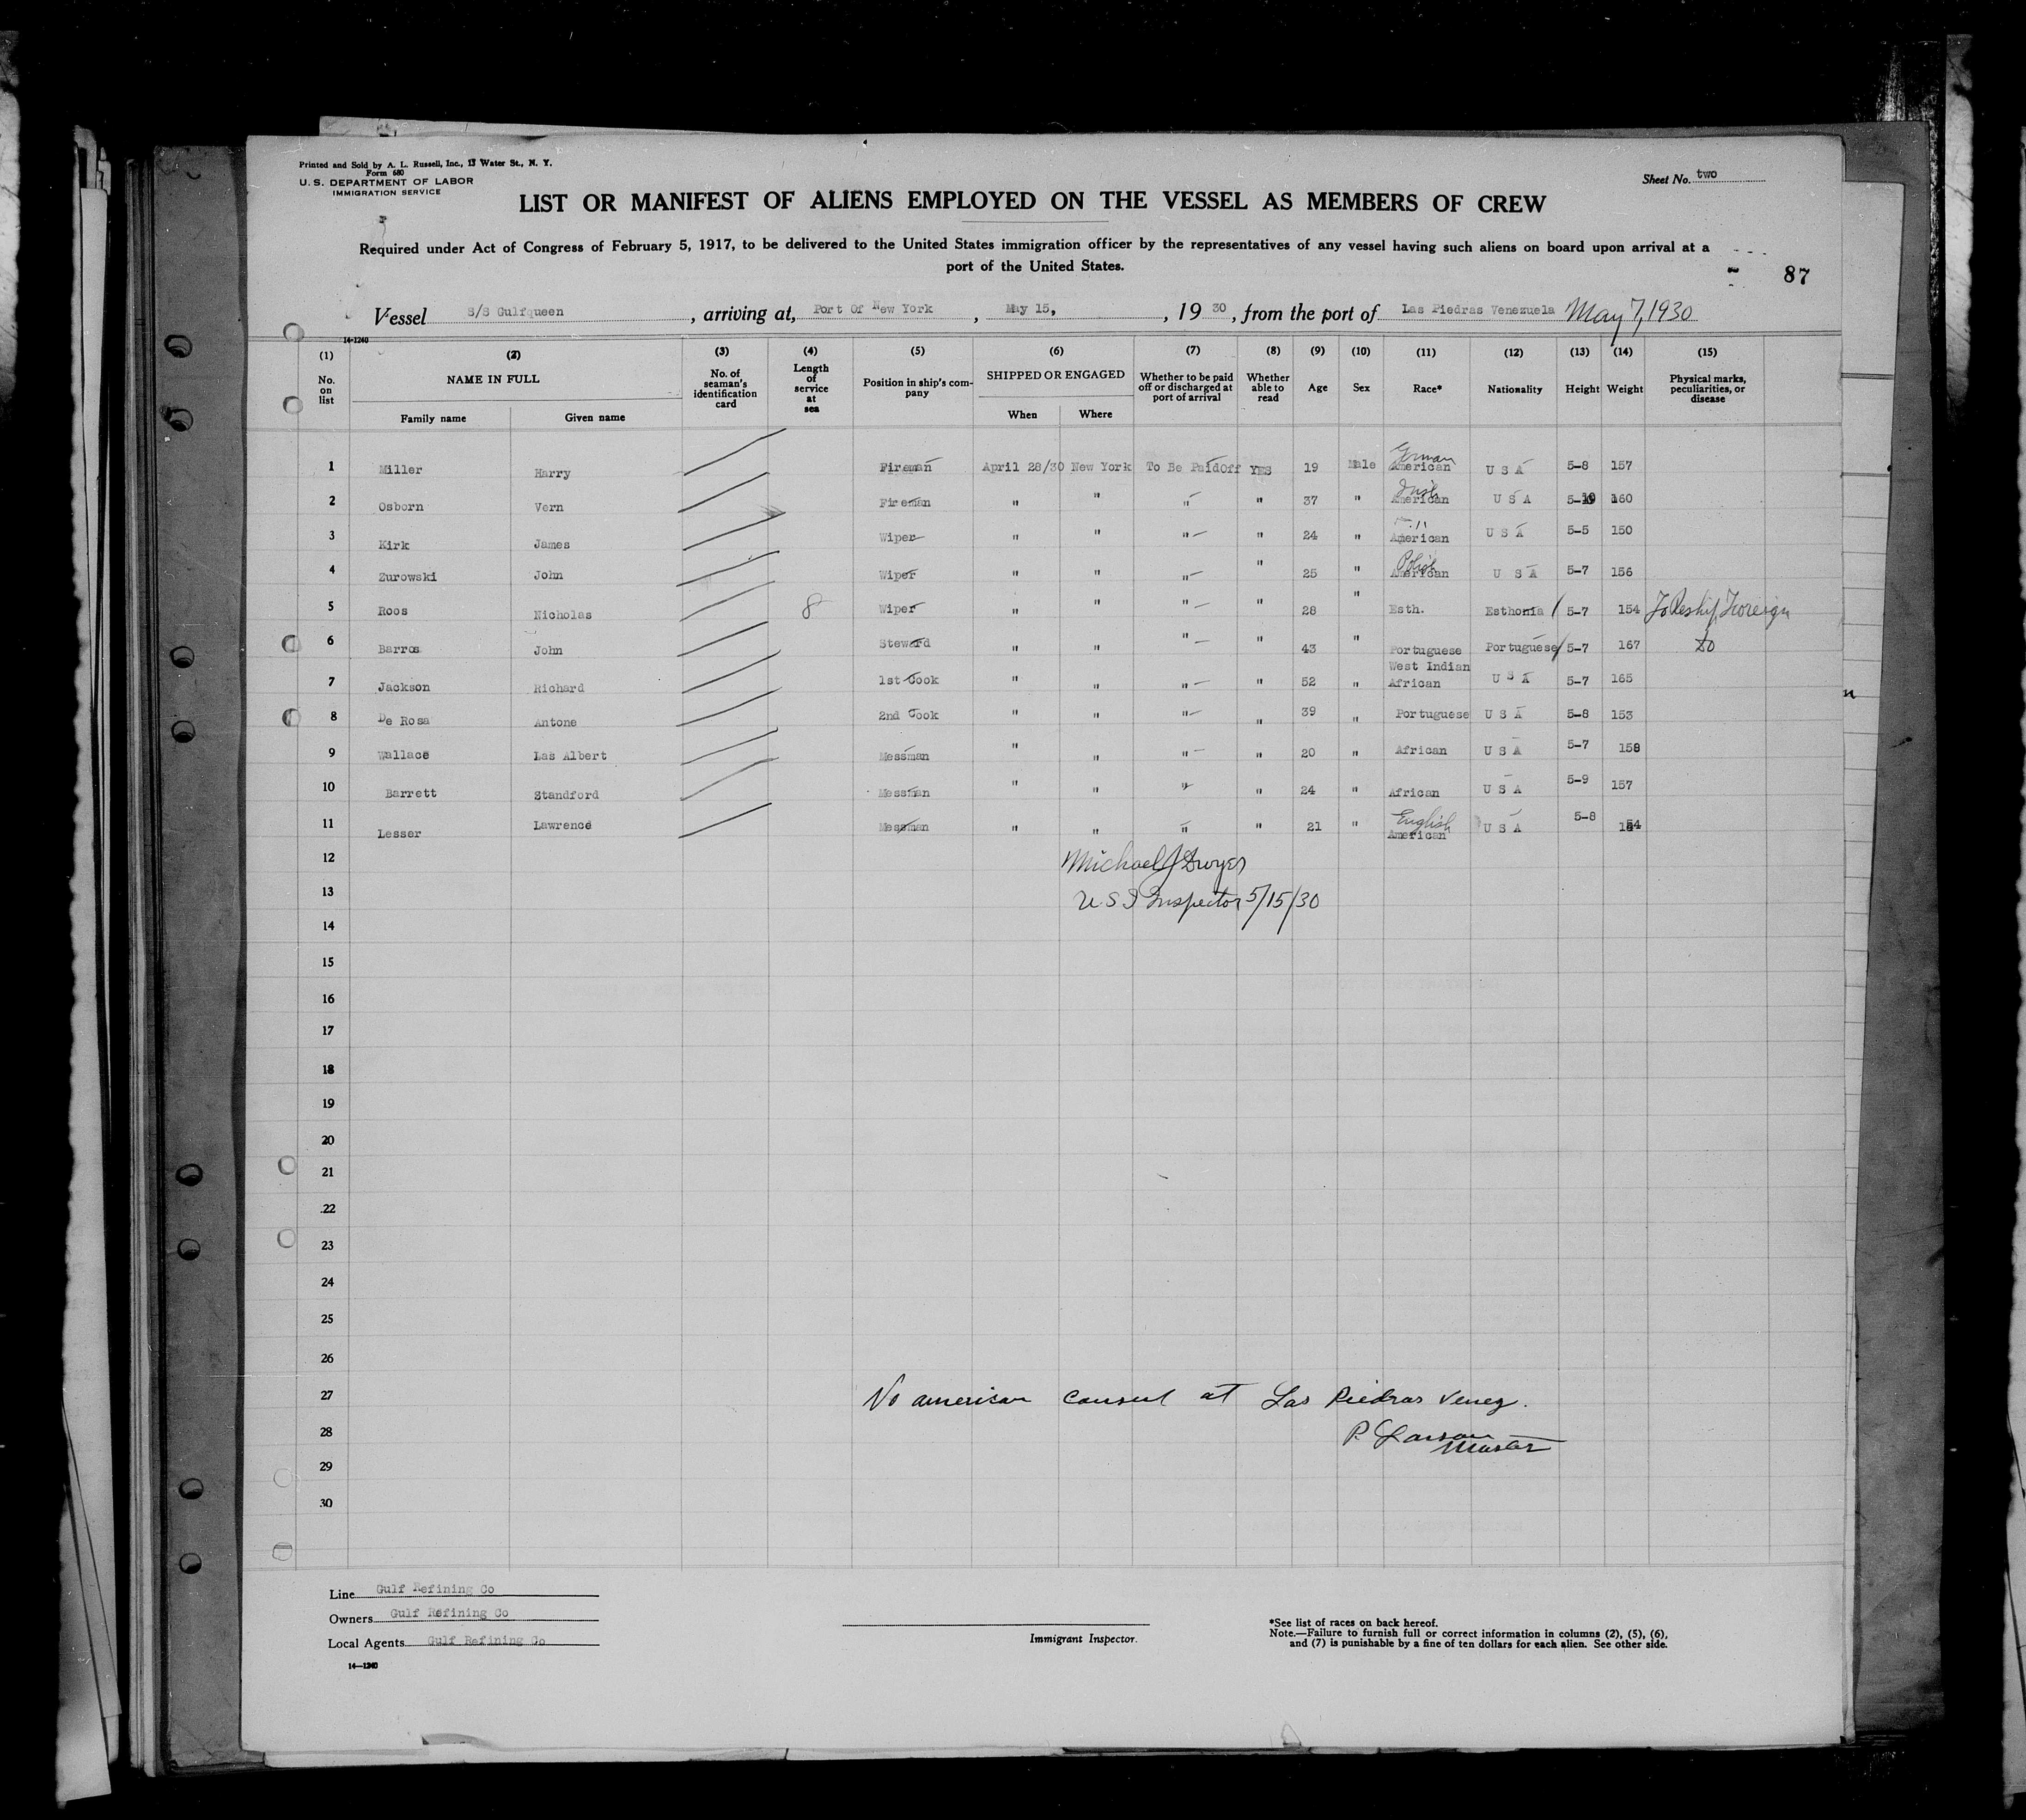 Printed and Sold by A. L. Russell, Inc., 13 Water St., N. Y.
Form 680
U. S. DEPARTMENT OF LABOR
IMMIGRATION SERVICE
Sheet No. two
LIST OR MANIFEST OF ALIENS EMPLOYED ON THE VESSEL AS MEMBERS OF CREW
Required under Act of Congress of February 5, 1917, to be delivered to the United States immigration officer by the representatives of any vessel having such aliens on board upon arrival at a
port of the United States.
87
Vessel S/S Gulfqueen, arriving at, Port Of New York, May 15,, 19 30, from the port of Las Piedras Venezuela May 7, 1930
14-1240
(1) (2) (3) (4) (5) (6) (7) (8) (9) (10) (11) (12) (13) (14) (15)
No. on list NAME IN FULL No. of seaman's identification card Length of service at sea Position in ship's company SHIPPED OR ENGAGED Whether to be paid off or discharged at port of arrival Whether able to read Age Sex Race* Nationality Height Weight Physical marks, peculiarities, or disease
Family name Given name When Where
1 Miller Harry Fireman April 28/30 New York To Be Paid Off YES 19 Male German American U S A 5-8 157
2 Osborn Vern Fireman " " " " 37 " Irish American U S A 5-10 160
3 Kirk James Wiper " " " " 24 " " American U S A 5-5 150
4 Zurowski John Wiper " " " " 25 " Polish American U S A 5-7 156
5 Roos Nicholas 8 Wiper " " " " 28 " Esth. Esthonia 5-7 154 To Reship Foreign
6 Barros John Steward " " " " 43 " Portuguese Portuguese 5-7 167 Do
7 Jackson Richard 1st Cook " " " " 52 " West Indian African U S A 5-7 165
8 De Rosa Antone 2nd Cook " " " " 39 " Portuguese U S A 5-8 153
9 Wallace Las Albert Messman " " " " 20 " African U S A 5-7 158
10 Barrett Standford Messman " " " " 24 " African U S A 5-9 157
11 Lesser Lawrence Messman " " " " 21 " English American U S A 5-8 154
12 Michael J Dwyer
13 U.S I Inspector 5/15/30
14
15
16
17
18
19
20
21
22
23
24
25
26
27 No american consul at Las Piedras Venez.
28 P. Larson Master
29
30
Line Gulf Refining Co
Owners Gulf Refining Co
Local Agents Gulf Refining Co
14—1240
Immigrant Inspector.
*See list of races on back hereof.
Note.—Failure to furnish full or correct information in columns (2), (5), (6),
and (7) is punishable by a fine of ten dollars for each alien. See other side.